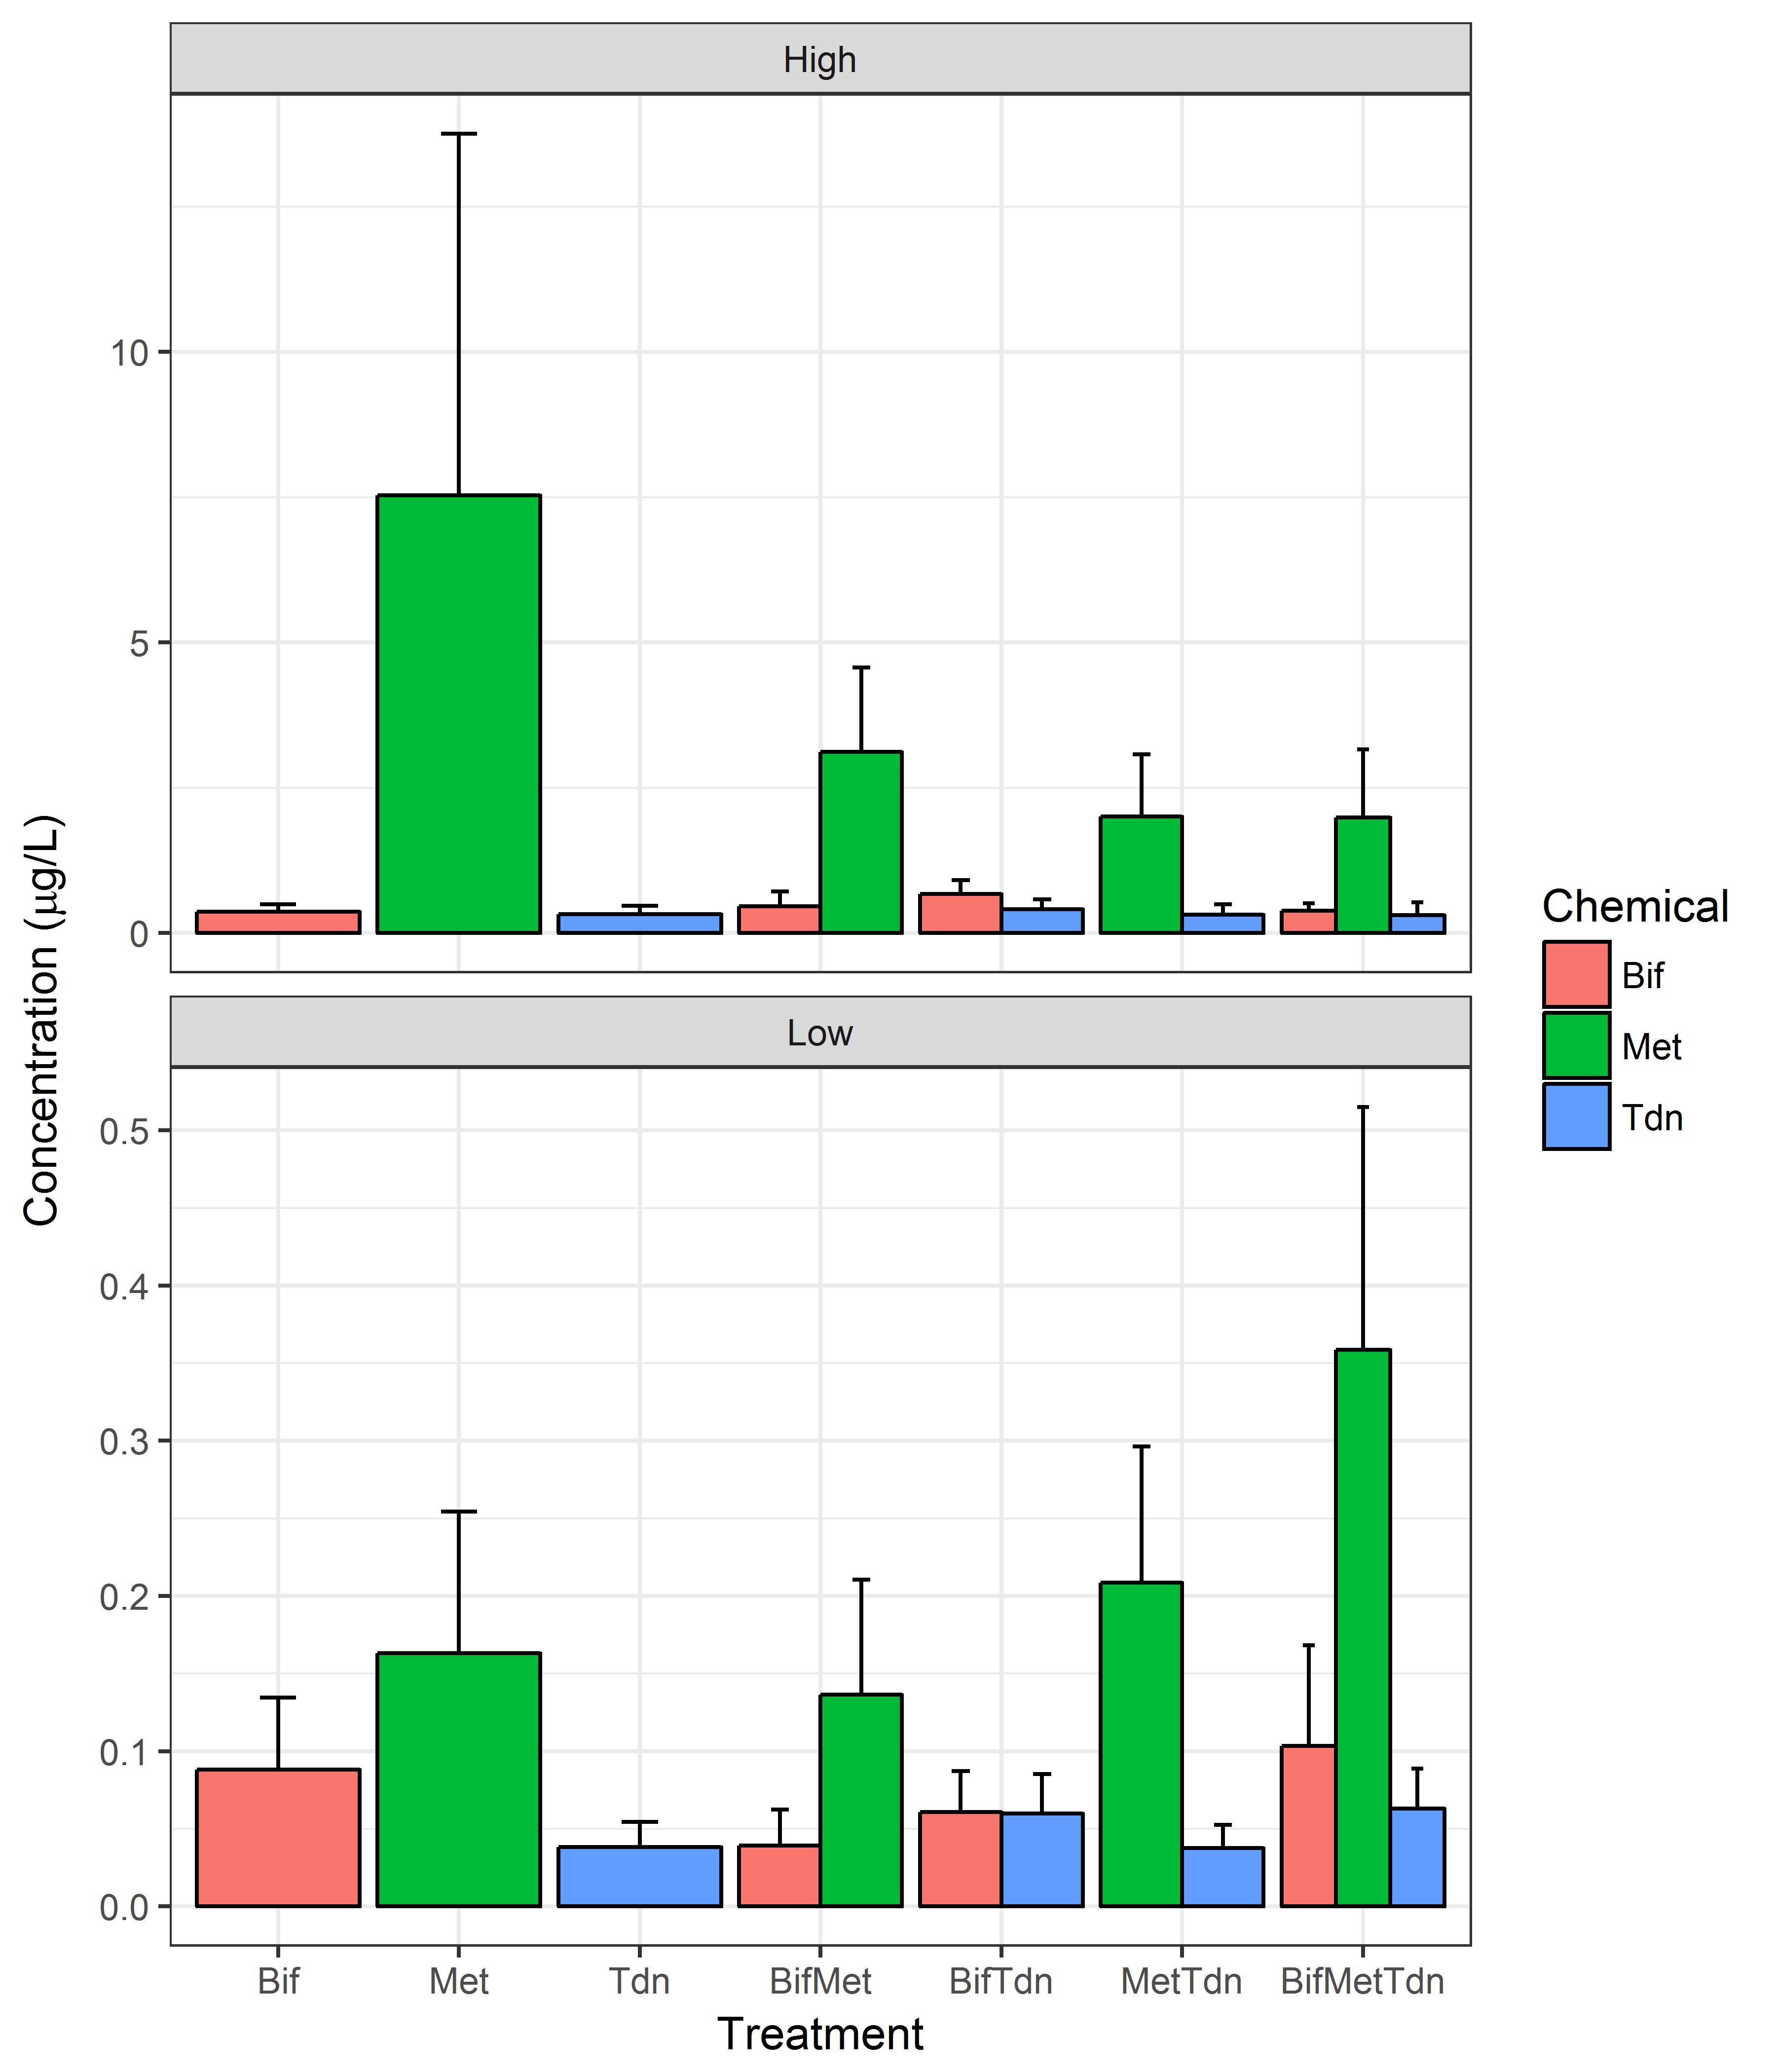 High
10
5
0
Concentration (µg/L)
Low
0.5
0.4
0.3
0.2
0.1
0.0
Bif Met Tdn BifMet BifTdn MetTdn BifMetTdn
Treatment
Chemical
Bif
Met
Tdn